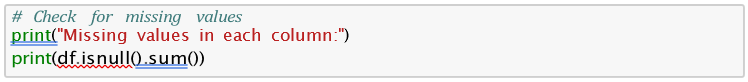 # Check for missing values
print("Missing values in each column:")
print(df.isnull().sum())